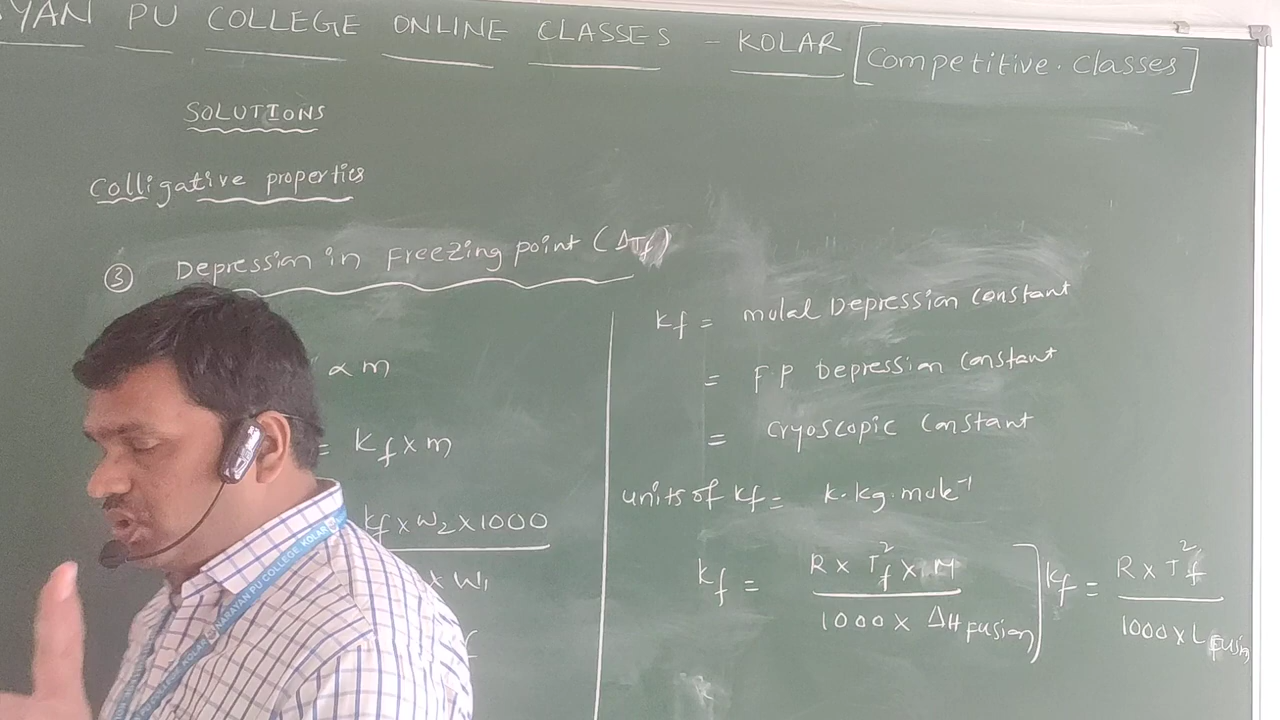 YAN PU COLLEGE ONLINE CLASSES - KOLAR [Competitive. Classes]
SOLUTIONS
Colligative properties
③ Depression in Freezing point (ΔTf)
∝ m
= Kf × m
Kf × W2 × 1000
× W1
Kf = molal Depression Constant
= F.P Depression Constant
= Cryoscopic Constant
units of Kf = K.Kg.mole⁻¹
Kf = R × Tf² × M / 1000 × ΔH Fusion ] Kf = R × Tf² / 1000 × L Fusion
NARAYAN PU COLLEGE, KOLAR